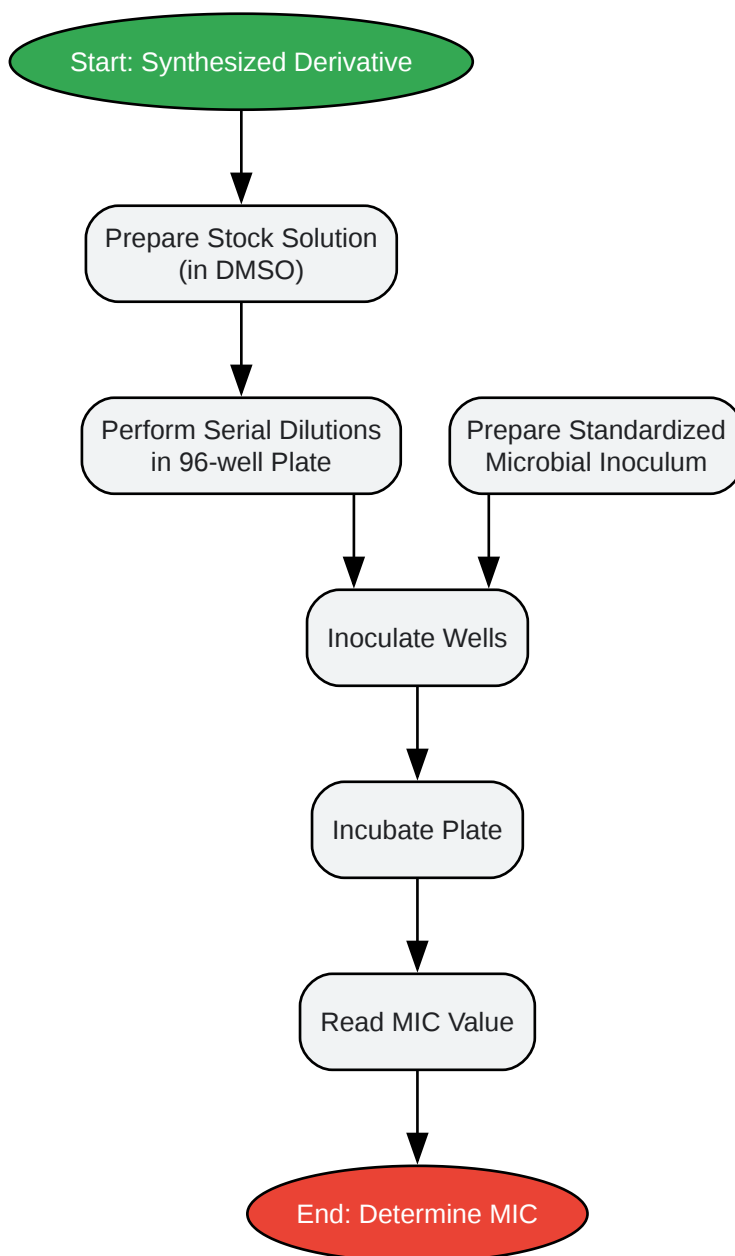 Start: Synthesized Derivative
Prepare Stock Solution
(in DMSO)
Perform Serial Dilutions
in 96-well Plate
Prepare Standardized
Microbial Inoculum
Inoculate Wells
Incubate Plate
Read MIC Value
End: Determine MIC